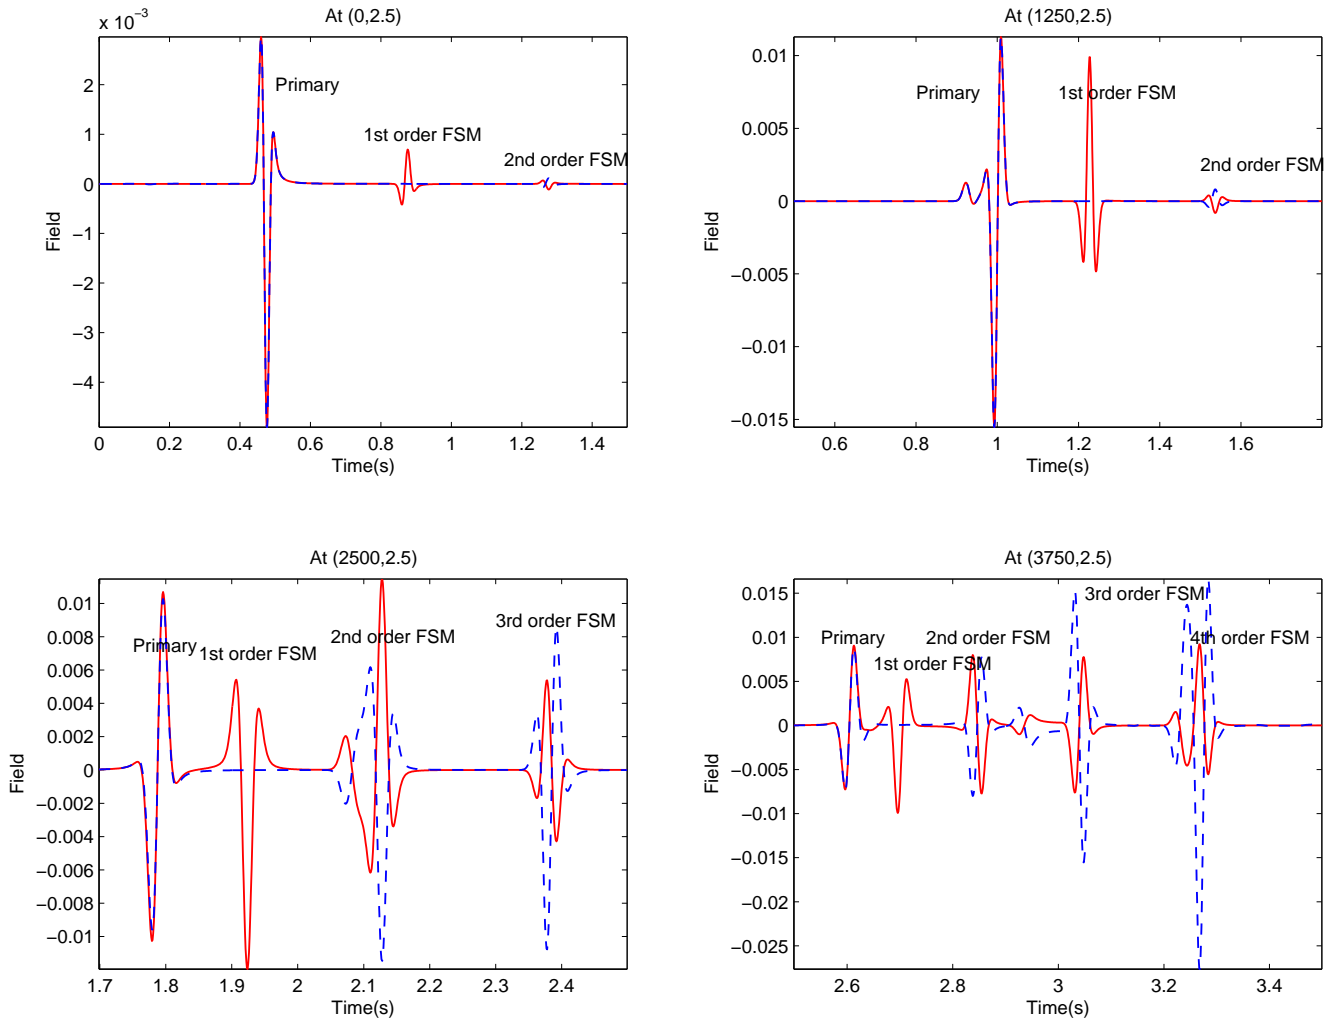 At (0,2.5)
x 10⁻³
2
1
0
−1
−2
−3
−4
Field
Primary
1st order FSM
2nd order FSM
0 0.2 0.4 0.6 0.8 1 1.2 1.4
Time(s)
At (1250,2.5)
0.01
0.005
0
−0.005
−0.01
−0.015
Field
Primary
1st order FSM
2nd order FSM
0.6 0.8 1 1.2 1.4 1.6
Time(s)
At (2500,2.5)
0.01
0.008
0.006
0.004
0.002
0
−0.002
−0.004
−0.006
−0.008
−0.01
Field
Primary
1st order FSM
2nd order FSM
3rd order FSM
1.7 1.8 1.9 2 2.1 2.2 2.3 2.4
Time(s)
At (3750,2.5)
0.015
0.01
0.005
0
−0.005
−0.01
−0.015
−0.02
−0.025
Field
Primary
1st order FSM
2nd order FSM
3rd order FSM
4th order FSM
2.6 2.8 3 3.2 3.4
Time(s)